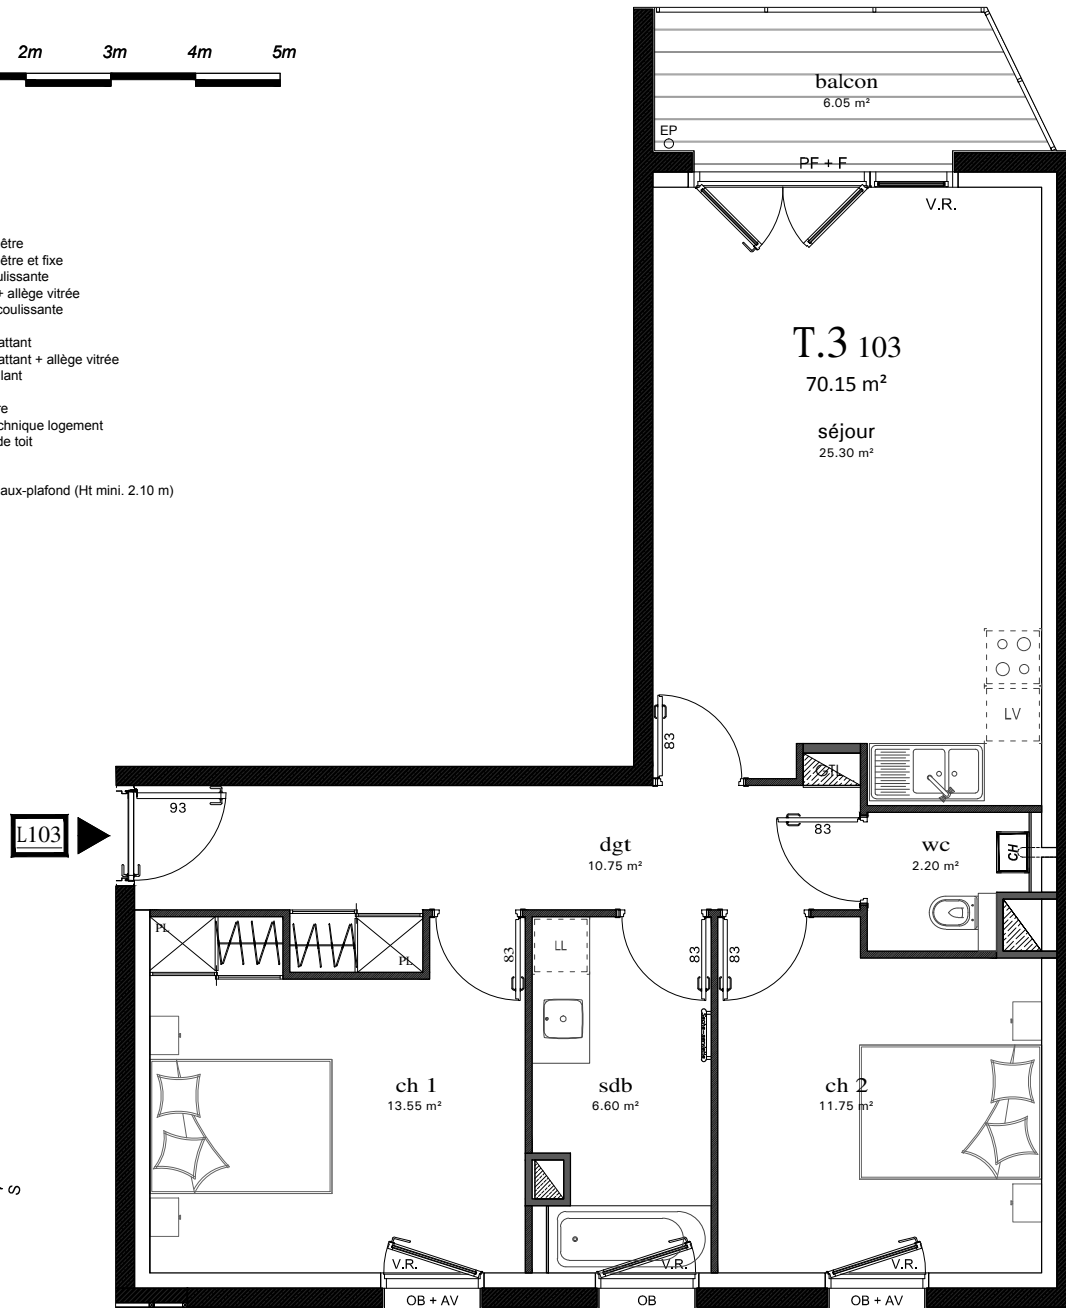 2m 3m 4m 5m
balcon
6.05 m²
EP
PF + F
V.R.
être
être et fixe
ulissante
+ allège vitrée
coulissante
attant
attant + allège vitrée
lant
re
chnique logement
de toit
aux-plafond (Ht mini. 2.10 m)
T.3 103
70.15 m²
séjour
25.30 m²
LV
83
GTL
93
L103
dgt
10.75 m²
83
wc
2.20 m²
CH
PL
PL
83
LL
83
83
ch 1
13.55 m²
sdb
6.60 m²
ch 2
11.75 m²
S
V.R.
V.R.
V.R.
OB + AV
OB
OB + AV